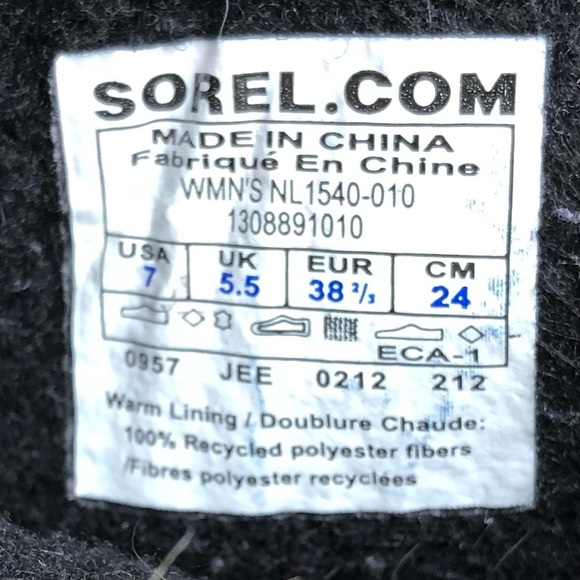 SOREL.COM
MADE IN CHINA
Fabriqué En Chine
WMN'S NL1540-010
1308891010
USA UK EUR CM
7 5.5 38 ²/₃ 24
ECA-1
0957 JEE 0212 212
Warm Lining / Doublure Chaude:
100% Recycled polyester fibers
/Fibres polyester recyclées